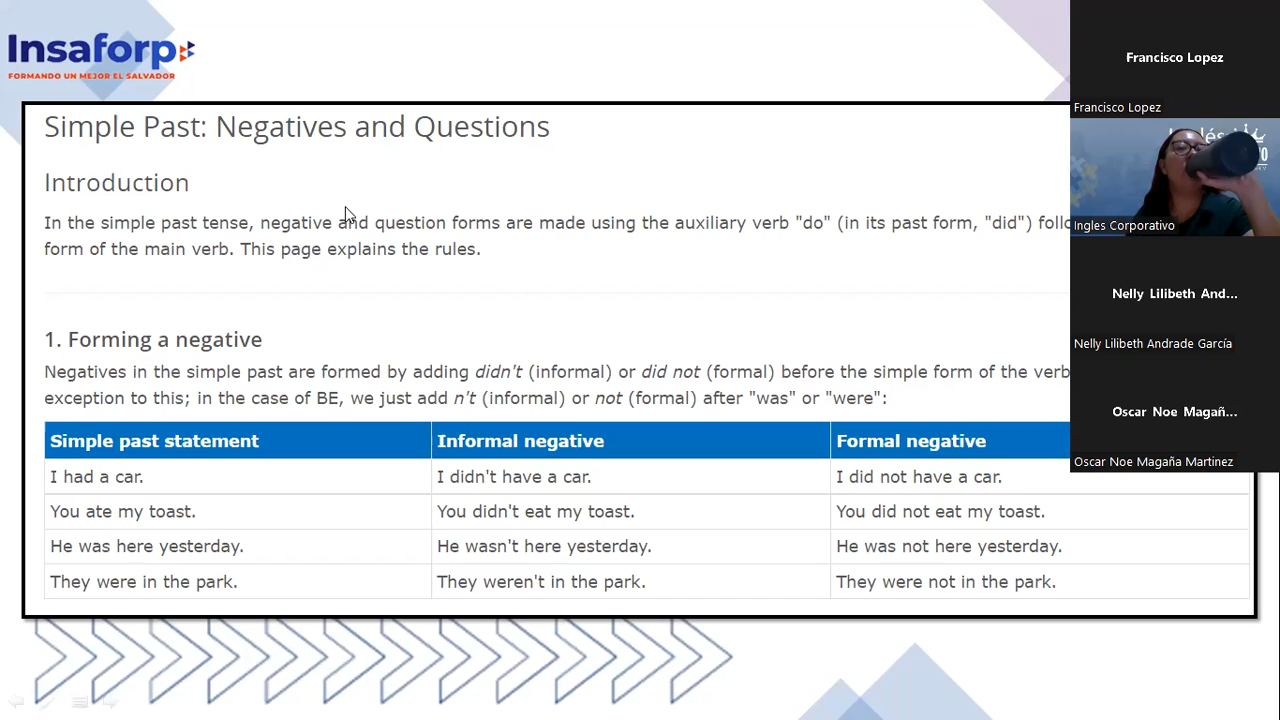 Insaforp
FORMANDO UN MEJOR EL SALVADOR
Simple Past: Negatives and Questions
Introduction
In the simple past tense, negative and question forms are made using the auxiliary verb "do" (in its past form, "did")
form of the main verb. This page explains the rules.
1. Forming a negative
Negatives in the simple past are formed by adding didn't (informal) or did not (formal) before the simple form of the verb
exception to this; in the case of BE, we just add n't (informal) or not (formal) after "was" or "were":
Simple past statement Informal negative Formal negative
I had a car. I didn't have a car. I did not have a car.
You ate my toast. You didn't eat my toast. You did not eat my toast.
He was here yesterday. He wasn't here yesterday. He was not here yesterday.
They were in the park. They weren't in the park. They were not in the park.
Francisco Lopez
Francisco Lopez
Ingles Corporativo
Nelly Lilibeth And...
Nelly Lilibeth Andrade García
Oscar Noe Magañ...
Oscar Noe Magaña Martinez